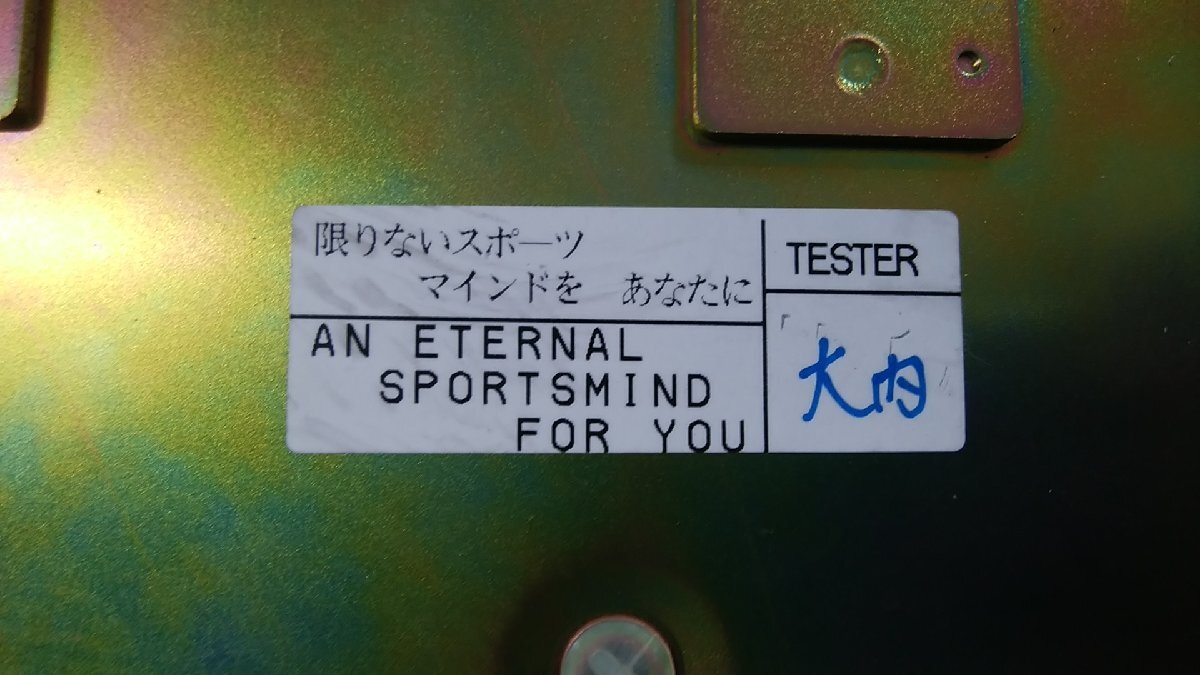 限りないスポーツ
マインドを あなたに
AN ETERNAL
SPORTSMIND
FOR YOU
TESTER
大内